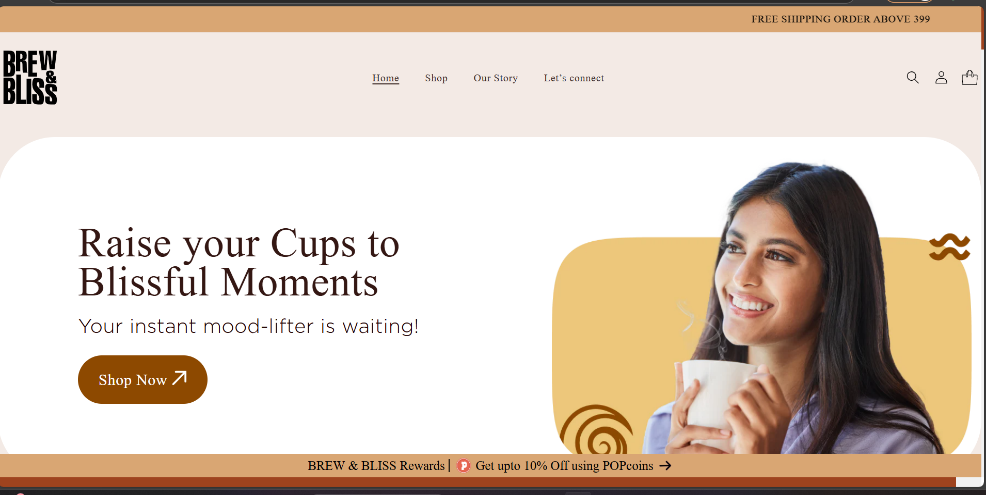 FREE SHIPPING ORDER ABOVE 399
BREW
&
BLISS
Home Shop Our Story Let's connect
Raise your Cups to
Blissful Moments
Your instant mood-lifter is waiting!
Shop Now
BREW & BLISS Rewards | P Get upto 10% Off using POPcoins →